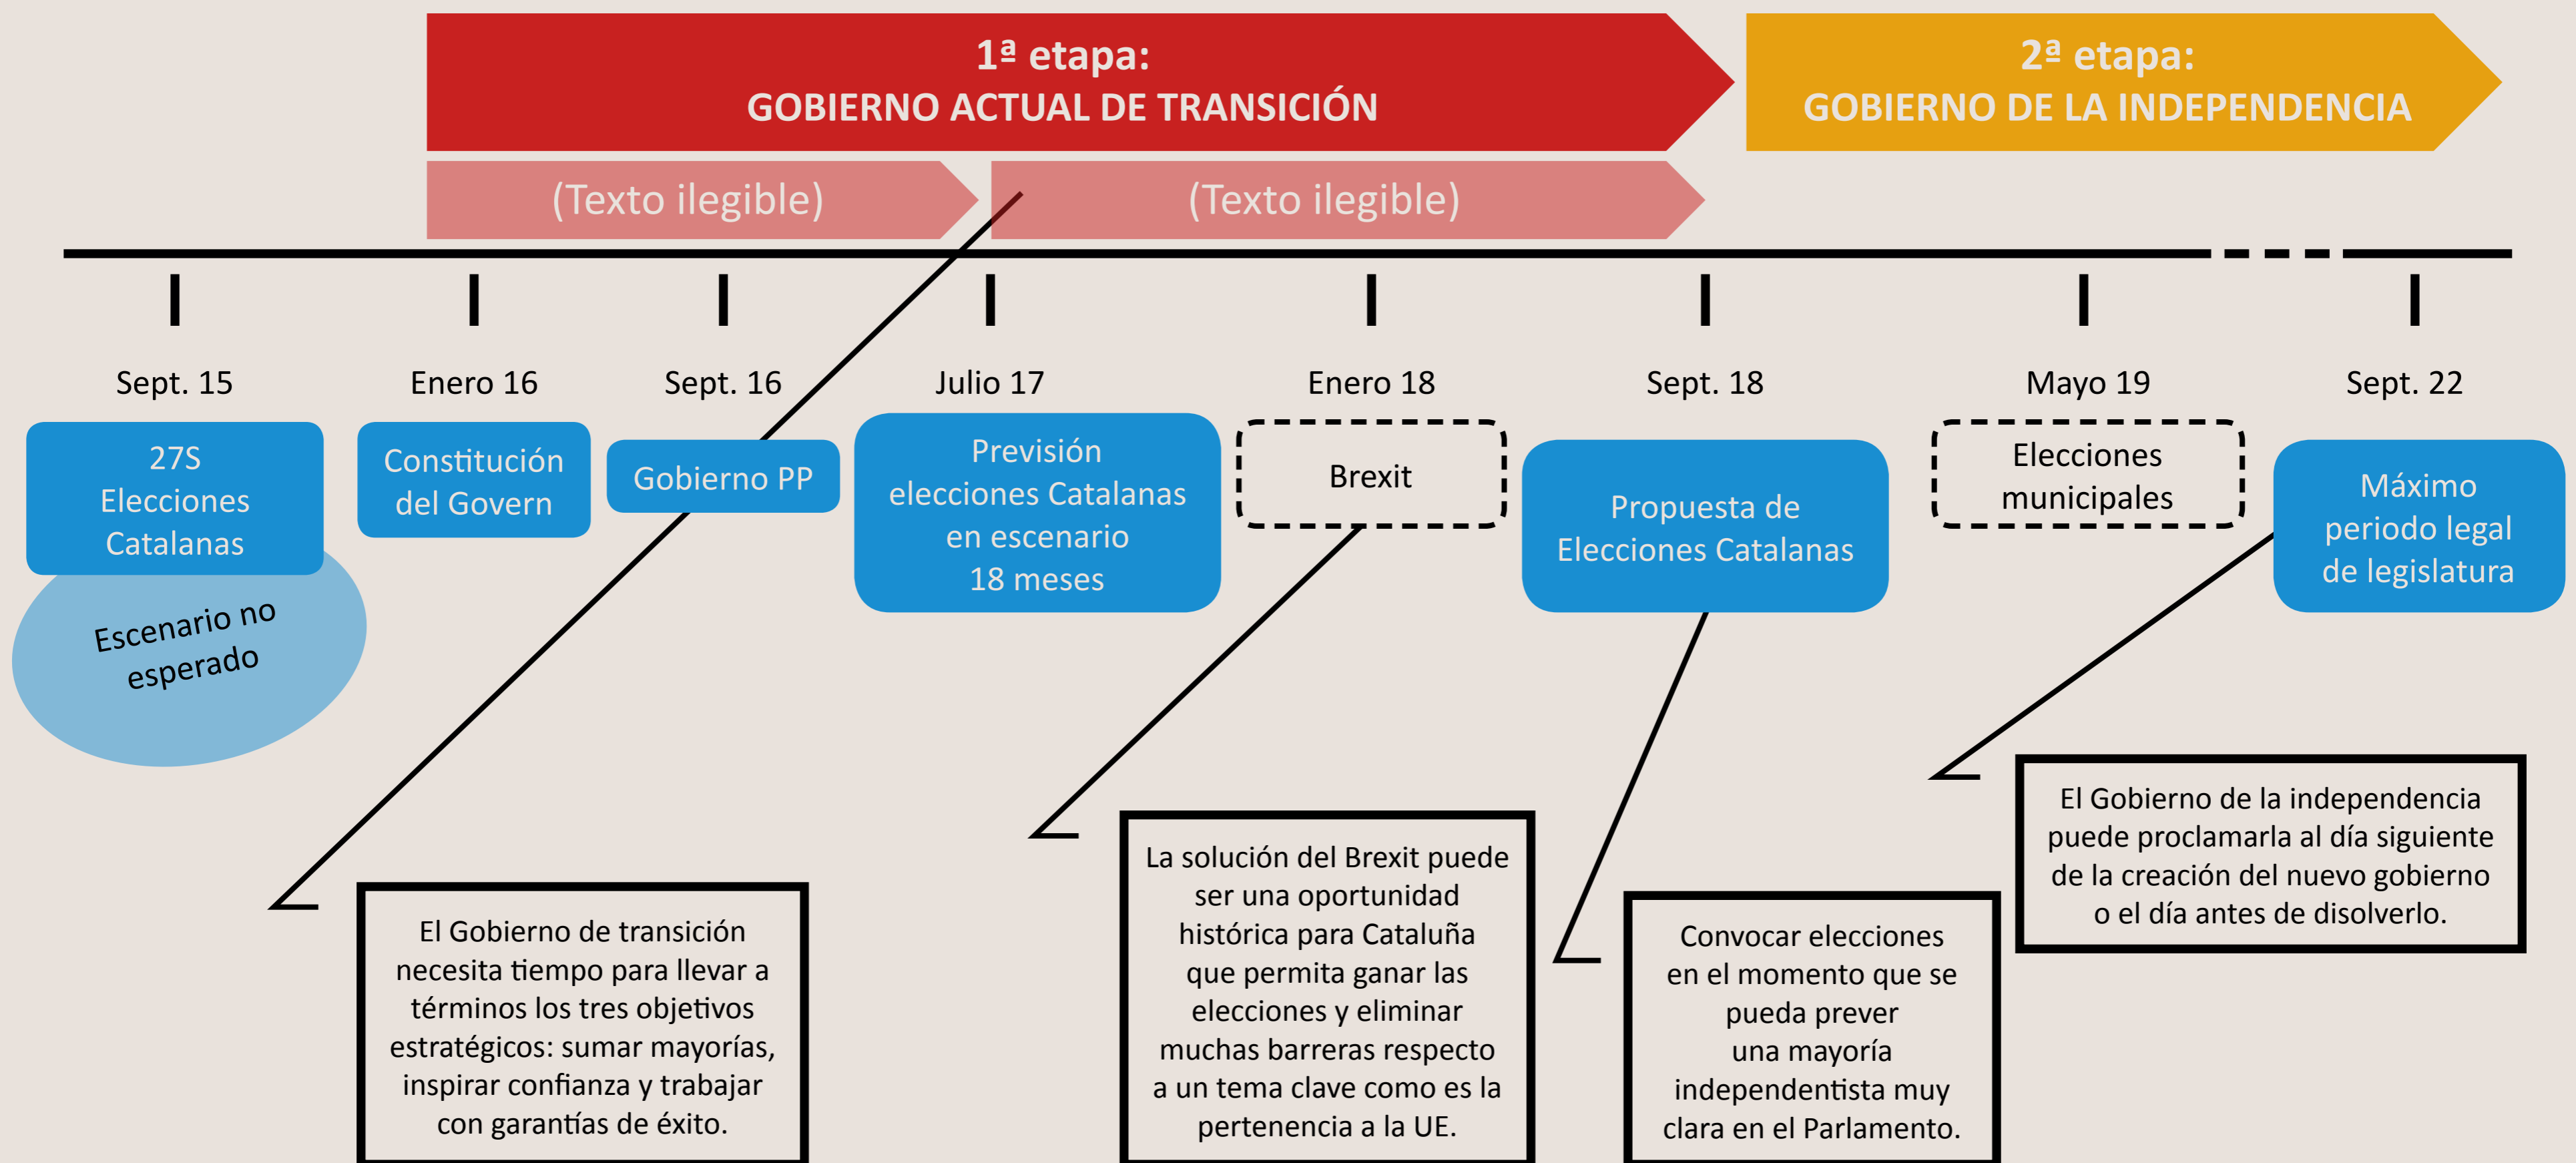 1ª etapa:
GOBIERNO ACTUAL DE TRANSICIÓN
2ª etapa:
GOBIERNO DE LA INDEPENDENCIA
(Texto ilegible)
(Texto ilegible)
Sept. 15
Enero 16
Sept. 16
Julio 17
Enero 18
Sept. 18
Mayo 19
Sept. 22
27S
Elecciones
Catalanas
Escenario no
esperado
Constitución
del Govern
Gobierno PP
Previsión
elecciones Catalanas
en escenario
18 meses
Brexit
Propuesta de
Elecciones Catalanas
Elecciones
municipales
Máximo
periodo legal
de legislatura
El Gobierno de transición
necesita tiempo para llevar a
términos los tres objetivos
estratégicos: sumar mayorías,
inspirar confianza y trabajar
con garantías de éxito.
La solución del Brexit puede
ser una oportunidad
histórica para Cataluña
que permita ganar las
elecciones y eliminar
muchas barreras respecto
a un tema clave como es la
pertenencia a la UE.
Convocar elecciones
en el momento que se
pueda prever
una mayoría
independentista muy
clara en el Parlamento.
El Gobierno de la independencia
puede proclamarla al día siguiente
de la creación del nuevo gobierno
o el día antes de disolverlo.